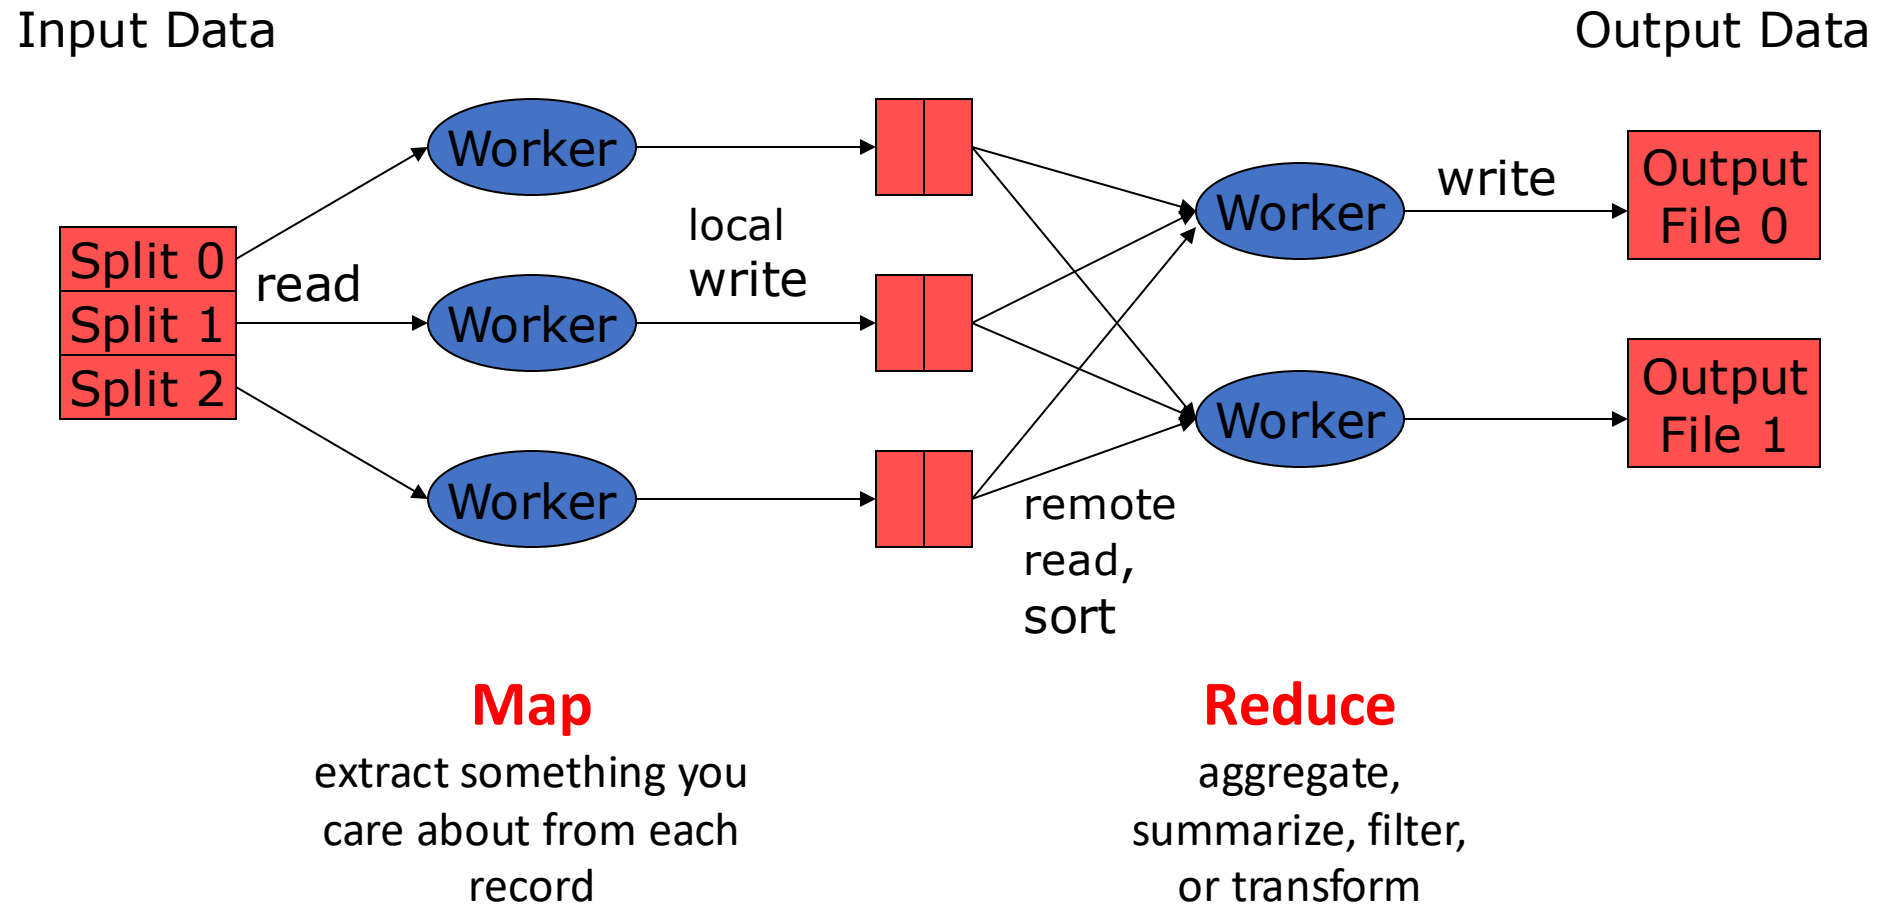 Input Data
Output Data
Split 0
Split 1
Split 2
read
Worker
Worker
Worker
local
write
remote
read,
sort
Worker
Worker
write
Output
File 0
Output
File 1
Map
extract something you
care about from each
record
Reduce
aggregate,
summarize, filter,
or transform